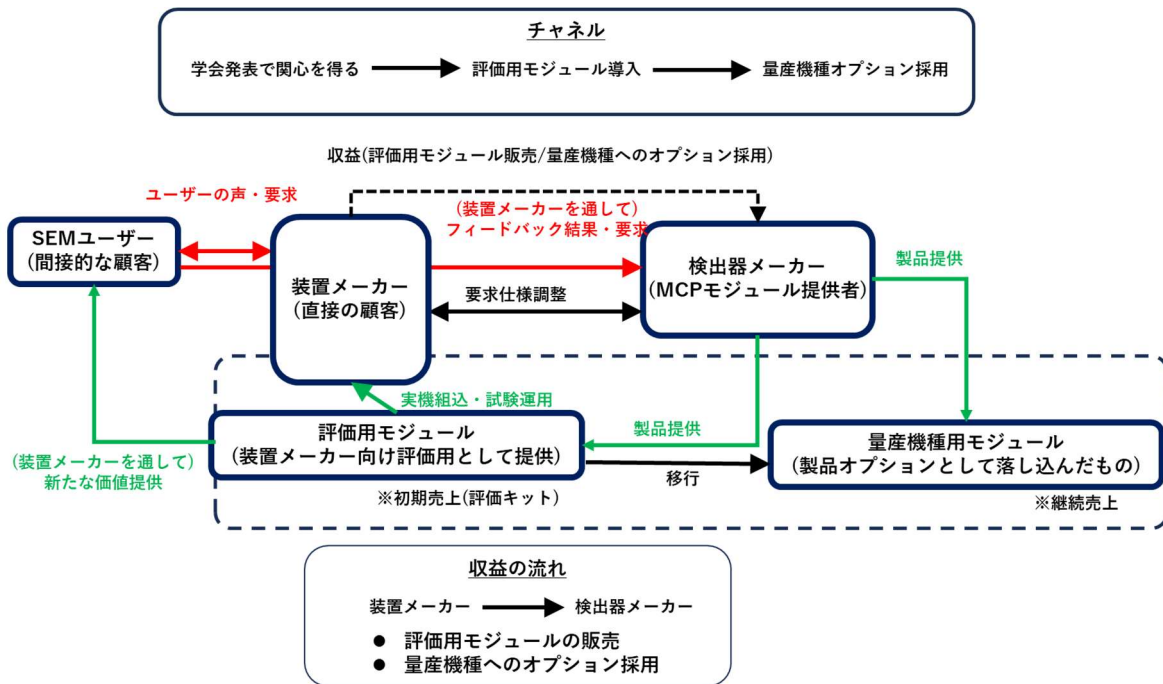 チャネル
学会発表で関心を得る
評価用モジュール導入
量産機種オプション採用
収益(評価用モジュール販売/量産機種へのオプション採用)
ユーザーの声・要求
(装置メーカーを通して)
フィードバック結果・要求
SEMユーザー
(間接的な顧客)
装置メーカー
(直接の顧客)
検出器メーカー
(MCPモジュール提供者)
製品提供
要求仕様調整
実機組込・試験運用
製品提供
評価用モジュール
(装置メーカー向け評価用として提供)
量産機種用モジュール
(製品オプションとして落し込んだもの)
(装置メーカーを通して)
新たな価値提供
移行
※初期売上(評価キット)
※継続売上
収益の流れ
装置メーカー
検出器メーカー
● 評価用モジュールの販売
● 量産機種へのオプション採用